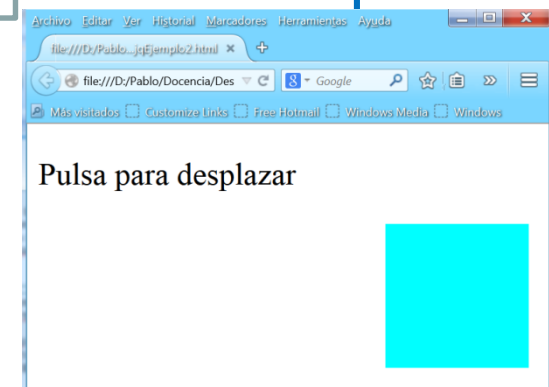 Archivo Editar Ver Historial Marcadores Herramientas Ayuda
file:///D:/Pablo...jqEjemplo2.html
file:///D:/Pablo/Docencia/Des
Google
Más visitados Customize Links Free Hotmail Windows Media Windows
Pulsa para desplazar